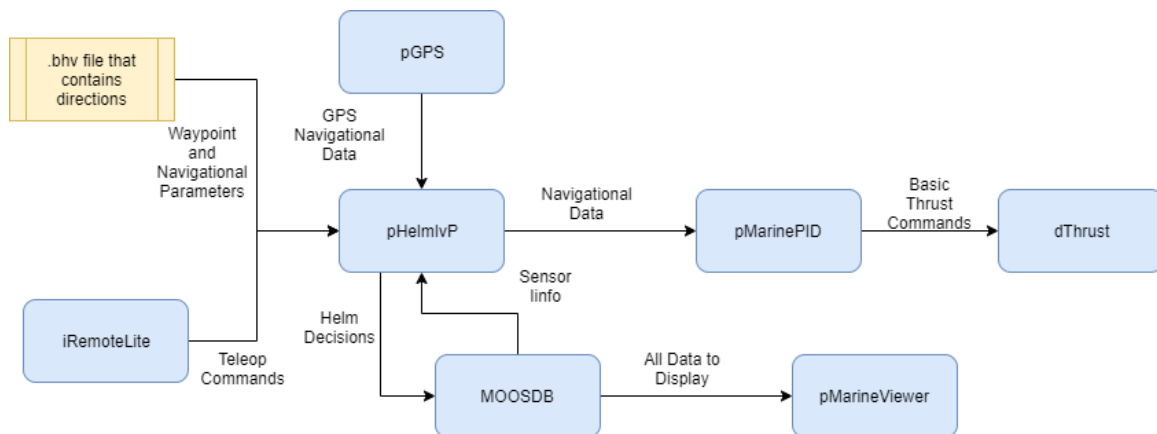 pGPS
.bhv file that
contains
directions
GPS
Navigational
Data
Waypoint
and
Navigational
Parameters
Navigational
Data
Basic
Thrust
Commands
pHelmIvP
pMarinePID
dThrust
Sensor
Iinfo
Helm
Decisions
iRemoteLite
Teleop
Commands
All Data to
Display
MOOSDB
pMarineViewer